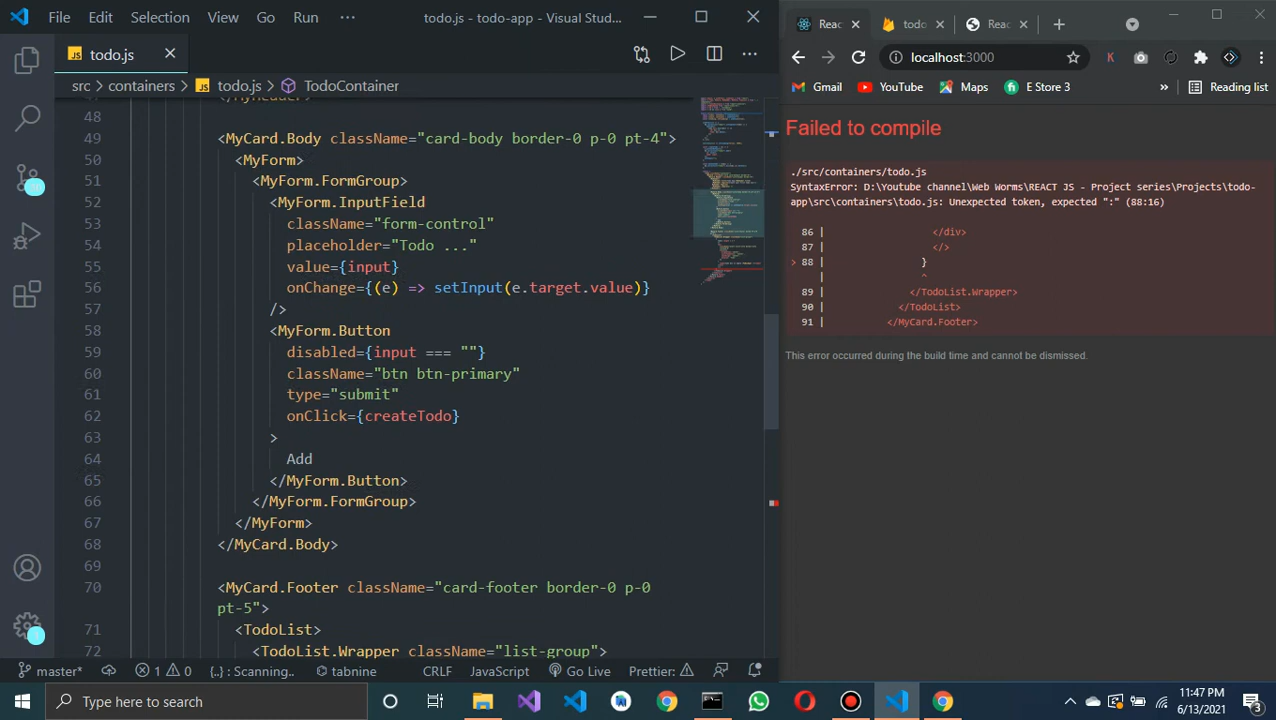 File Edit Selection View Go Run ··· todo.js - todo-app - Visual Stud...
JS todo.js
src > containers > JS todo.js > TodoContainer
48
49 <MyCard.Body className="card-body border-0 p-0 pt-4">
50 <MyForm>
51 <MyForm.FormGroup>
52 <MyForm.InputField
53 className="form-control"
54 placeholder="Todo ..."
55 value={input}
56 onChange={(e) => setInput(e.target.value)}
57 />
58 <MyForm.Button
59 disabled={input === ""}
60 className="btn btn-primary"
61 type="submit"
62 onClick={createTodo}
63 >
64 Add
65 </MyForm.Button>
66 </MyForm.FormGroup>
67 </MyForm>
68 </MyCard.Body>
69
70 <MyCard.Footer className="card-footer border-0 p-0
pt-5">
71 <TodoList>
72 <TodoList.Wrapper className="list-group">
master* 1 0 {..} : Scanning.. tabnine CRLF JavaScript Go Live Prettier:
1
Reac todo Reac
localhost:3000
K
Gmail YouTube Maps fi E Store 3 » Reading list
Failed to compile
./src/containers/todo.js
SyntaxError: D:\Youtube channel\Web Worms\REACT JS - Project setup\Projects\todo-
app\src\containers\todo.js: Unexpected token, expected ":" (88:16)
86 | </div>
87 | </>
> 88 | }
| ^
89 | </TodoList.Wrapper>
90 | </TodoList>
91 | </MyCard.Footer>
This error occurred during the build time and cannot be dismissed.
Type here to search
11:47 PM
6/13/2021
3